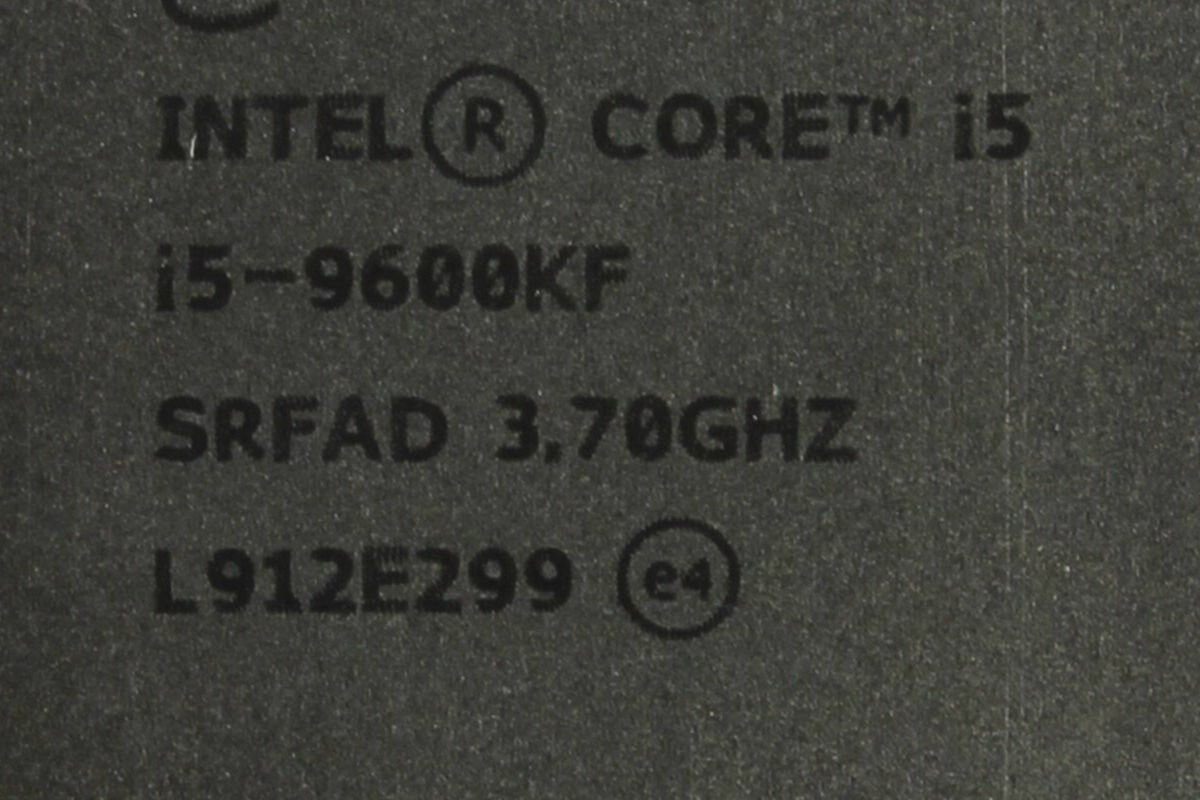 INTEL® CORE™ i5
i5-9600KF
SRFAD 3.70GHZ
L912E299 e4